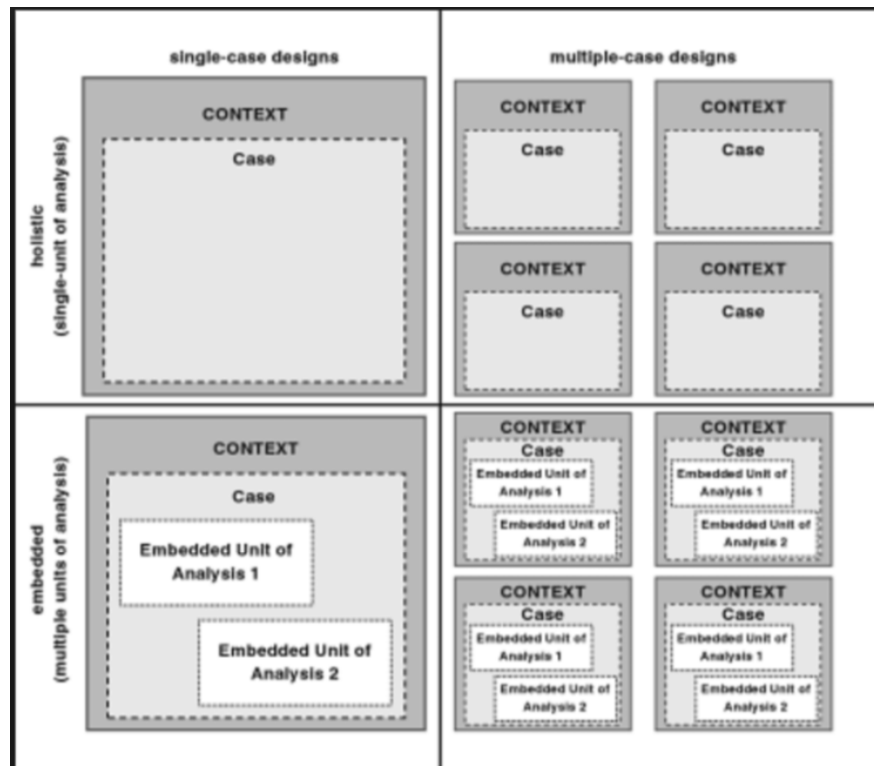 single-case designs
multiple-case designs
holistic
(single-unit of analysis)
CONTEXT
Case
CONTEXT
Case
CONTEXT
Case
CONTEXT
Case
CONTEXT
Case
embedded
(multiple units of analysis)
CONTEXT
Case
Embedded Unit of
Analysis 1
Embedded Unit of
Analysis 2
CONTEXT
Case
Embedded Unit of
Analysis 1
Embedded Unit of
Analysis 2
CONTEXT
Case
Embedded Unit of
Analysis 1
Embedded Unit of
Analysis 2
CONTEXT
Case
Embedded Unit of
Analysis 1
Embedded Unit of
Analysis 2
CONTEXT
Case
Embedded Unit of
Analysis 1
Embedded Unit of
Analysis 2